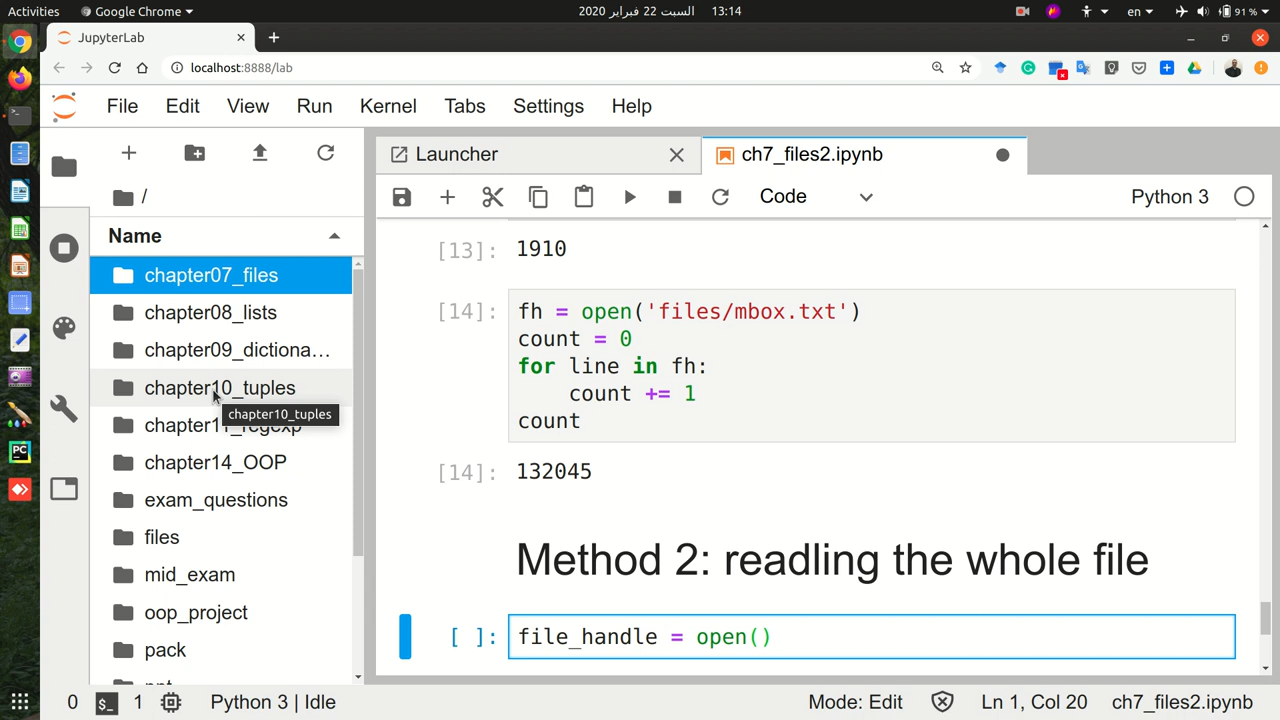 Activities
Google Chrome
السبت 22 فبراير 2020
13:14
en
91 %
JupyterLab
localhost:8888/lab
File Edit View Run Kernel Tabs Settings Help
Launcher
ch7_files2.ipynb
/
Code
Python 3
Name
chapter07_files
chapter08_lists
chapter09_dictiona…
chapter10_tuples
chapter10_tuples
chapter11_regexp
chapter14_OOP
exam_questions
files
mid_exam
oop_project
pack
[13]: 1910
[14]: fh = open('files/mbox.txt')
count = 0
for line in fh:
    count += 1
count
[14]: 132045
Method 2: readling the whole file
[ ]: file_handle = open()
PC
0
$_
1
Python 3 | Idle
Mode: Edit
Ln 1, Col 20
ch7_files2.ipynb